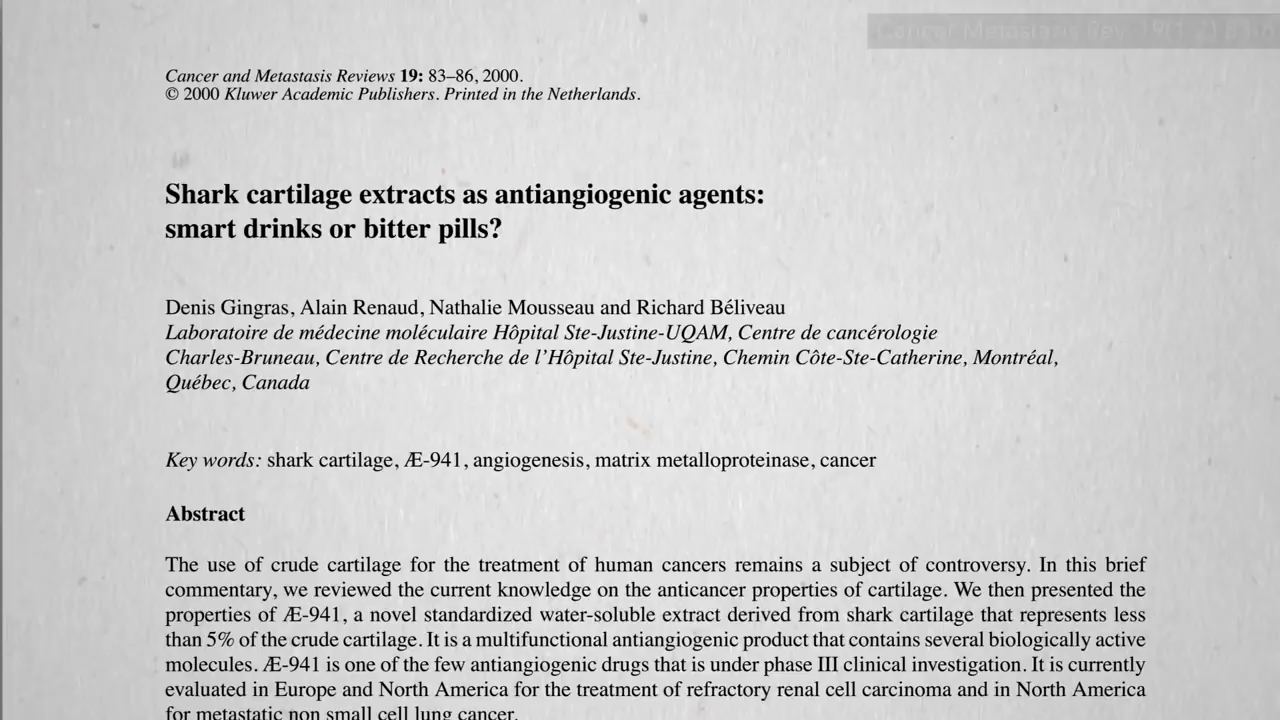 Cancer Metastasis Rev. 19(1-2)
Cancer and Metastasis Reviews 19: 83–86, 2000.
© 2000 Kluwer Academic Publishers. Printed in the Netherlands.
Shark cartilage extracts as antiangiogenic agents:
smart drinks or bitter pills?
Denis Gingras, Alain Renaud, Nathalie Mousseau and Richard Béliveau
Laboratoire de médecine moléculaire Hôpital Ste-Justine-UQAM, Centre de cancérologie
Charles-Bruneau, Centre de Recherche de l’Hôpital Ste-Justine, Chemin Côte-Ste-Catherine, Montréal,
Québec, Canada
Key words: shark cartilage, Æ-941, angiogenesis, matrix metalloproteinase, cancer
Abstract
The use of crude cartilage for the treatment of human cancers remains a subject of controversy. In this brief
commentary, we reviewed the current knowledge on the anticancer properties of cartilage. We then presented the
properties of Æ-941, a novel standardized water-soluble extract derived from shark cartilage that represents less
than 5% of the crude cartilage. It is a multifunctional antiangiogenic product that contains several biologically active
molecules. Æ-941 is one of the few antiangiogenic drugs that is under phase III clinical investigation. It is currently
evaluated in Europe and North America for the treatment of refractory renal cell carcinoma and in North America
for metastatic non small cell lung cancer.